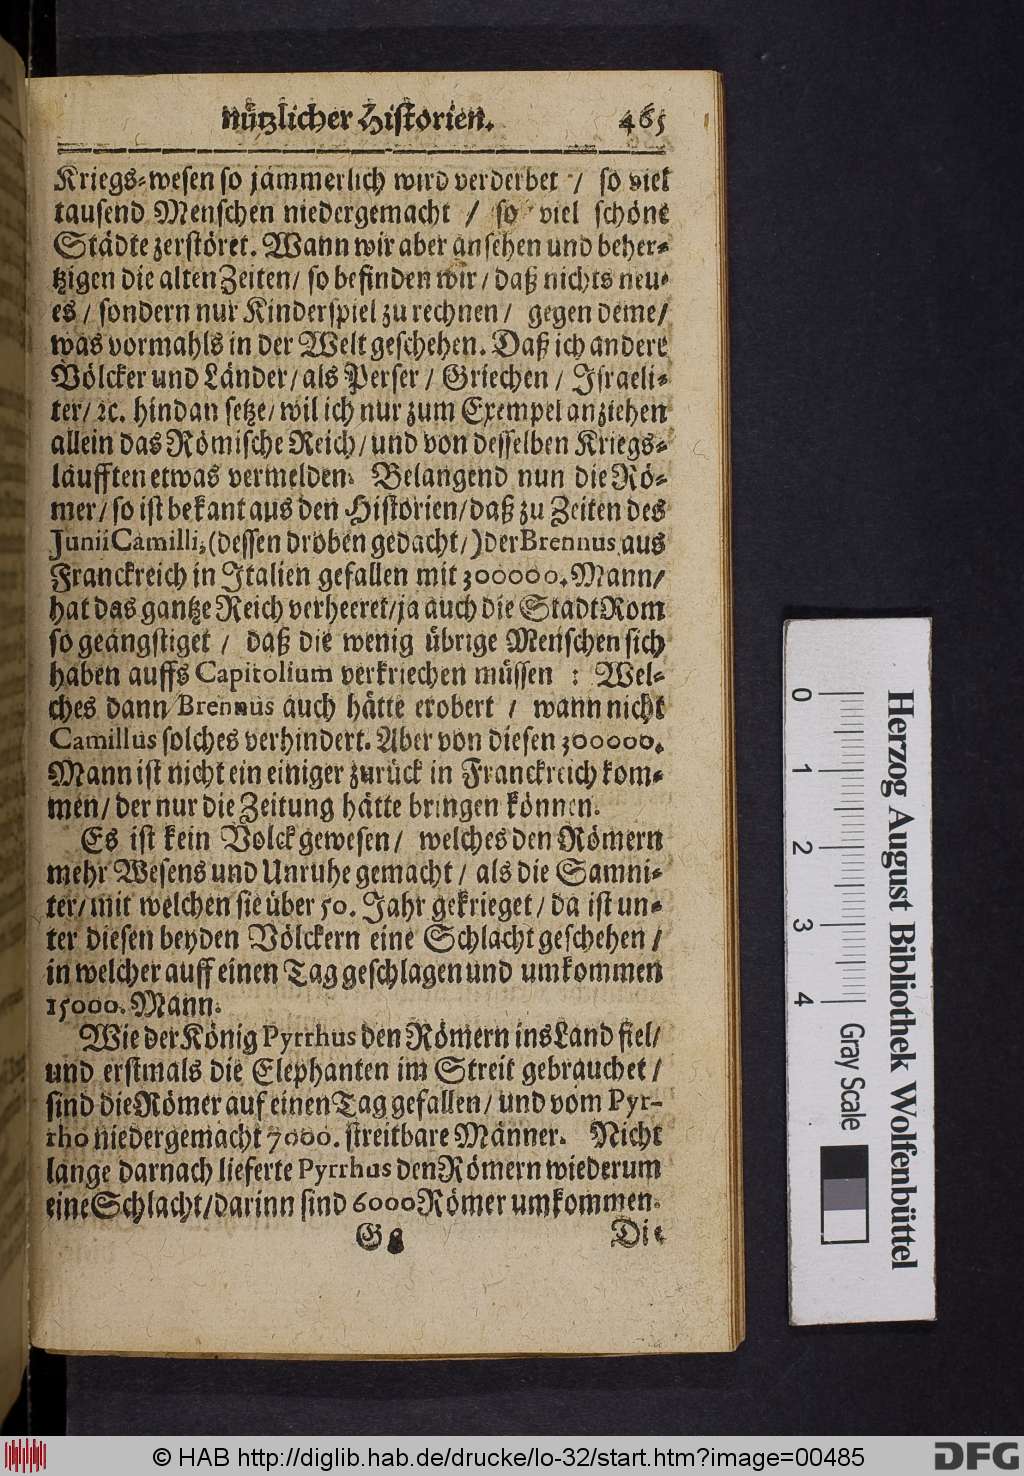 nützlicher Historien. 465
Kriegs-wesen so jämmerlich wird verderbet / so viel
tausend Menschen niedergemacht / so viel schöne
Städte zerstöret. Wann wir aber ansehen und beher-
tzigen die alten Zeiten / so befinden wir / daß nichts neu-
es / sondern nur Kinderspiel zu rechnen / gegen deme /
was vormahls in der Welt geschehen. Daß ich andere
Völcker und Länder / als Perser / Griechen / Israeli-
ter / ꝛc. hindan setze / wil ich nur zum Exempel anziehen
allein das Römische Reich / und von desselben Kriegs-
läufften etwas vermelden. Belangend nun die Rö-
mer / so ist bekant aus den Historien / daß zu Zeiten des
Junii Camilli, (dessen droben gedacht /) der Brennus aus
Franckreich in Italien gefallen mit 300000. Mann /
hat das gantze Reich verheeret / ja auch die Stadt Rom
so geängstiget / daß die wenig übrige Menschen sich
haben auffs Capitolium verkriechen müssen : Wel-
ches dann Brennus auch hätte erobert / wann nicht
Camillus solches verhindert. Aber von diesen 300000.
Mann ist nicht ein einiger zurück in Franckreich kom-
men / der nur die Zeitung hätte bringen können.
Es ist kein Volck gewesen / welches den Römern
mehr Wesens und Unruhe gemacht / als die Samni-
ter / mit welchen sie über 50. Jahr gekrieget / da ist un-
ter diesen beyden Völckern eine Schlacht geschehen /
in welcher auff einen Tag geschlagen und umkommen
15000. Mann.
Wie der König Pyrrhus den Römern ins Land fiel /
und erstmals die Elephanten im Streit gebrauchet /
sind die Römer auf einen Tag gefallen / und vom Pyr-
rho niedergemacht 7000. streitbare Männer. Nicht
lange darnach lieferte Pyrrhus den Römern wiederum
eine Schlacht / darinn sind 6000 Römer umkommen.
Die
Herzog August Bibliothek Wolfenbüttel
0 1 2 3 4
Gray Scale
© HAB http://diglib.hab.de/drucke/lo-32/start.htm?image=00485
DFG